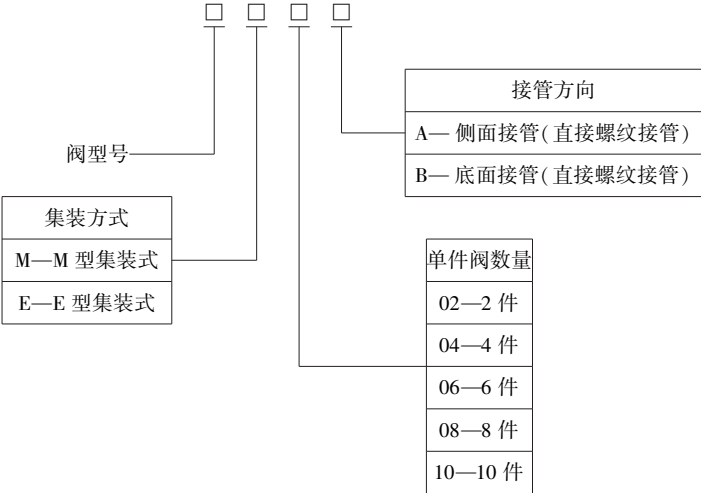 □ □ □ □
接管方向
A—侧面接管(直接螺纹接管)
B—底面接管(直接螺纹接管)
阀型号
集装方式
M—M 型集装式
E—E 型集装式
单件阀数量
02—2 件
04—4 件
06—6 件
08—8 件
10—10 件